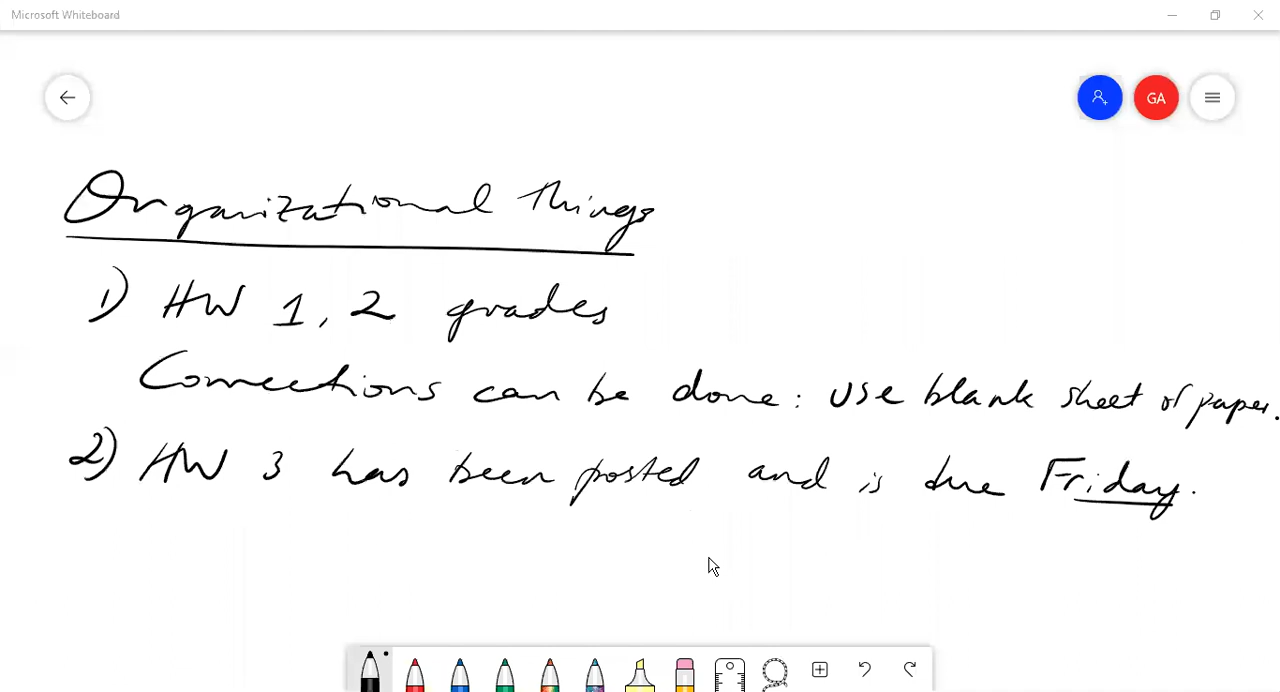 Microsoft Whiteboard
GA
Organizational Things
1) HW 1, 2 grades
Corrections can be done: use blank sheet of paper.
2) HW 3 has been posted and is due Friday.